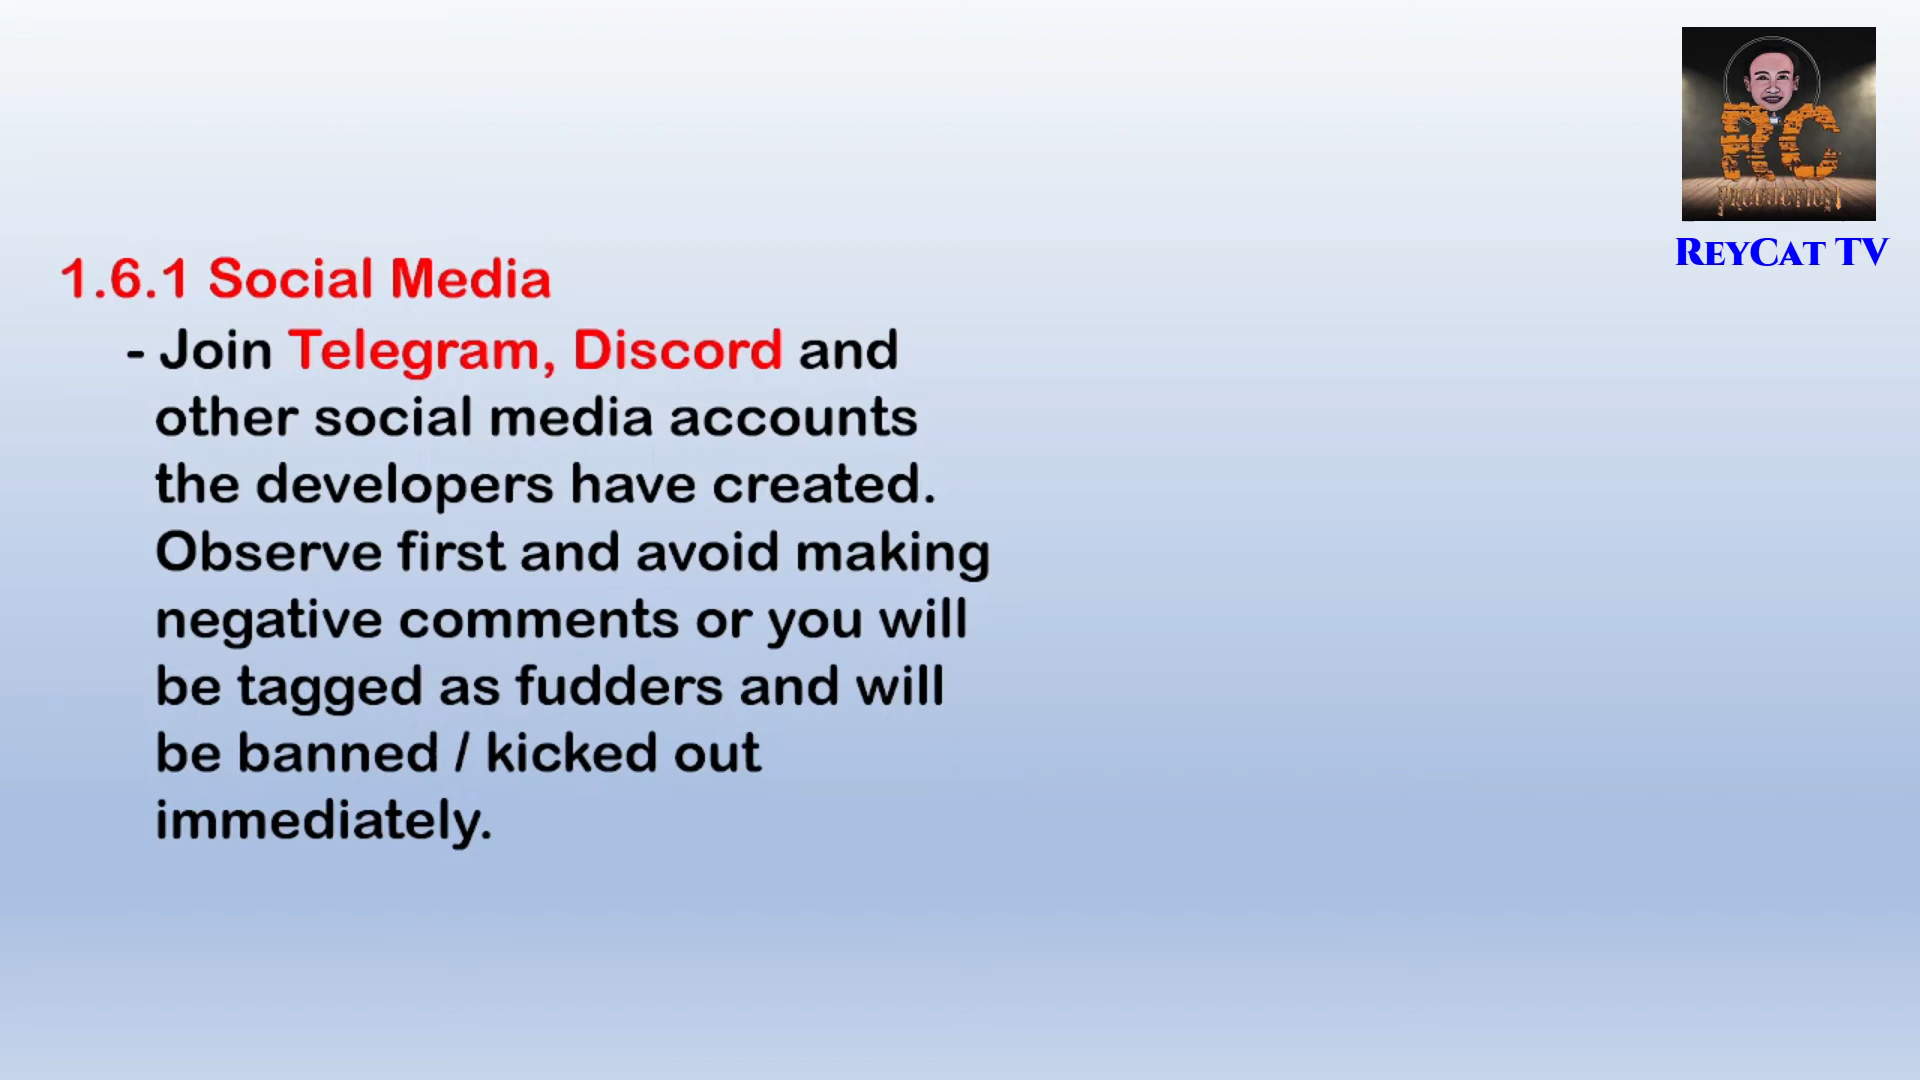 RC
PRODUCTION
REYCAT TV
1.6.1 Social Media
- Join Telegram, Discord and
other social media accounts
the developers have created.
Observe first and avoid making
negative comments or you will
be tagged as fudders and will
be banned / kicked out
immediately.